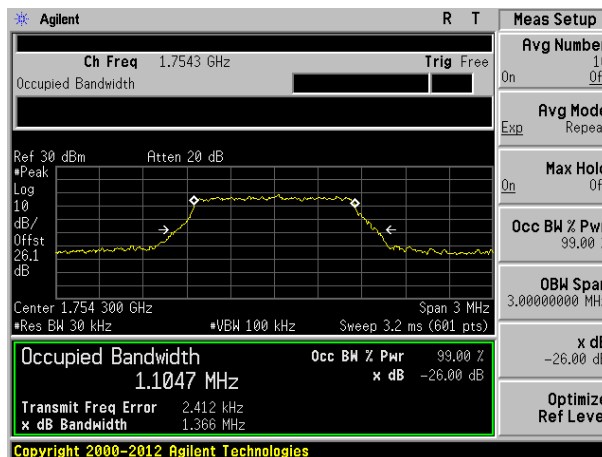 Agilent R T Meas Setup
Ch Freq 1.7543 GHz Trig Free
Occupied Bandwidth
Avg Number
10
On Off
Avg Mode
Exp Repeat
Max Hold
On Off
Occ BW % Pwr
99.00
OBW Span
3.00000000 MHz
x dB
-26.00 dB
Optimize
Ref Level
Ref 30 dBm Atten 20 dB
#Peak
Log
10
dB/
Offst
26.1
dB
Center 1.754 300 GHz Span 3 MHz
#Res BW 30 kHz #VBW 100 kHz Sweep 3.2 ms (601 pts)
Occupied Bandwidth Occ BW % Pwr 99.00 %
1.1047 MHz x dB -26.00 dB
Transmit Freq Error 2.412 kHz
x dB Bandwidth 1.366 MHz
Copyright 2000-2012 Agilent Technologies